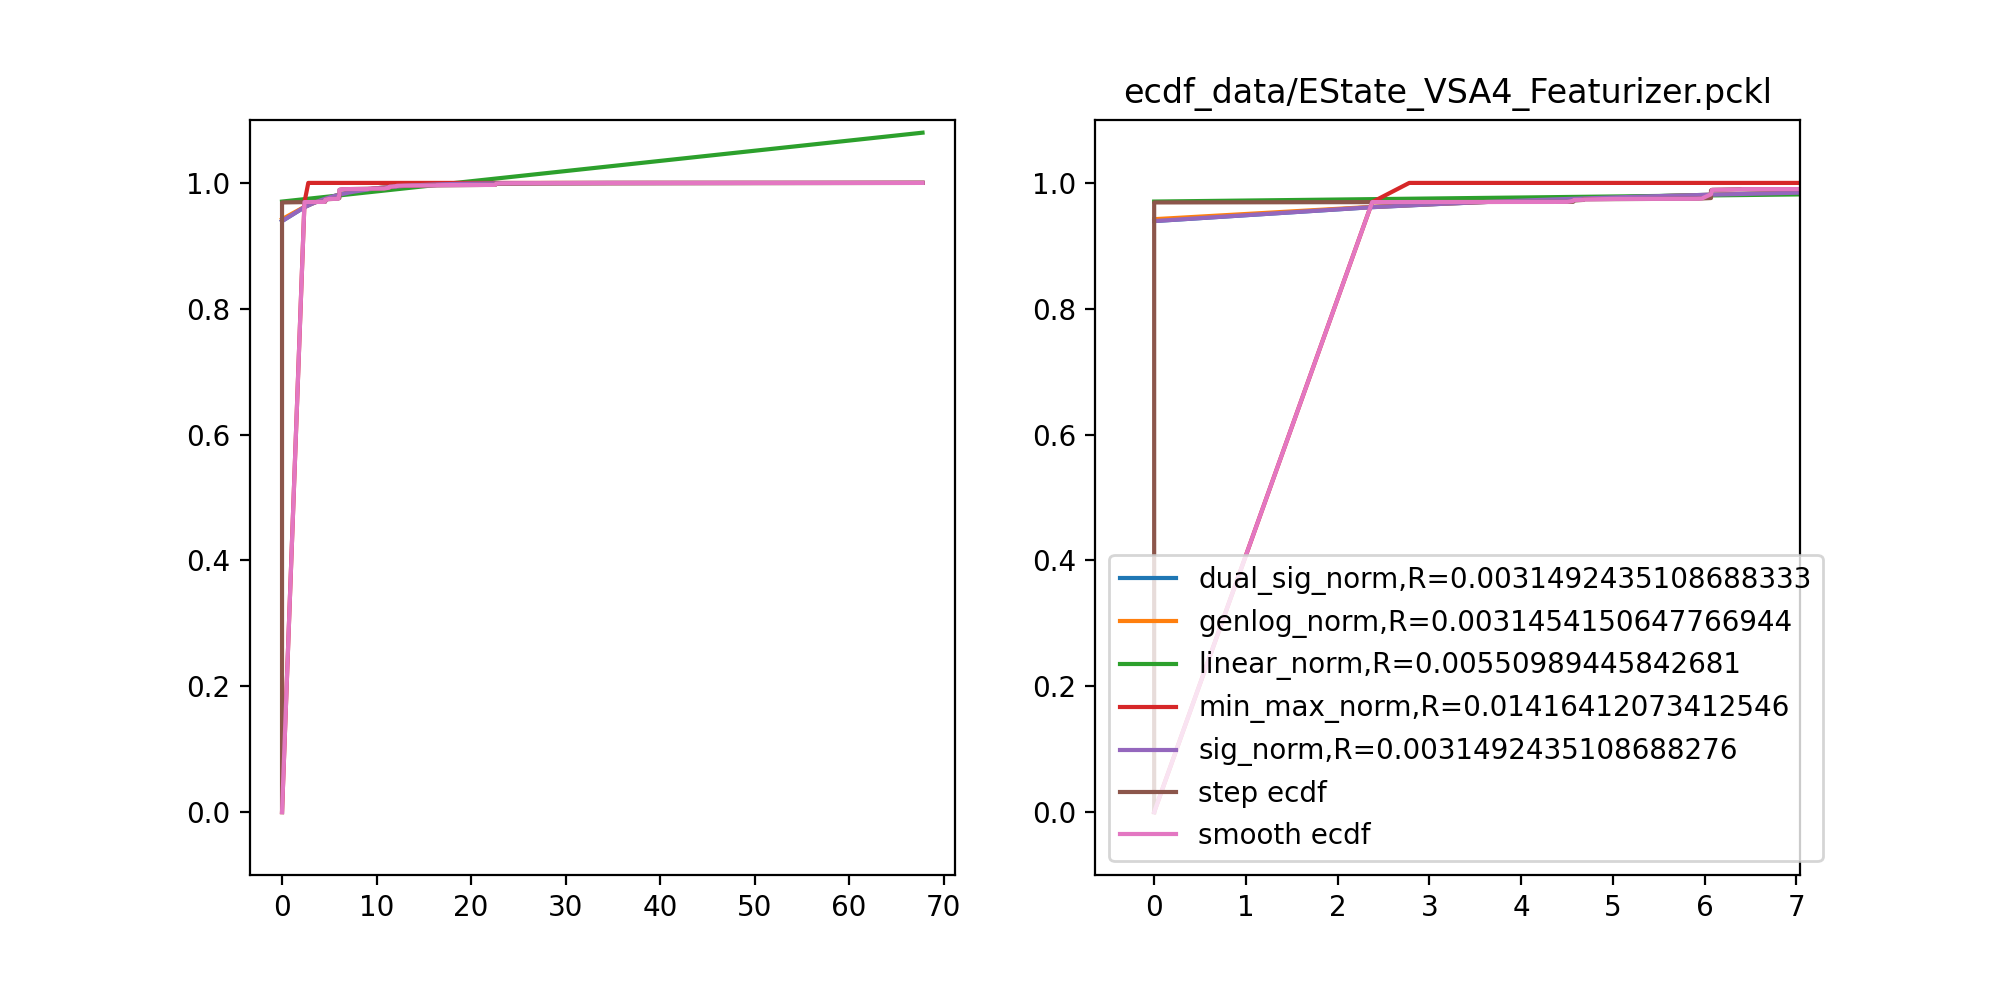 ecdf_data/EState_VSA4_Featurizer.pckl
1.0
0.8
0.6
0.4
0.2
0.0
0 10 20 30 40 50 60 70
1.0
0.8
0.6
0.4
0.2
0.0
0 1 2 3 4 5 6 7
dual_sig_norm,R=0.0031492435108688333
genlog_norm,R=0.0031454150647766944
linear_norm,R=0.00550989445842681
min_max_norm,R=0.01416412073412546
sig_norm,R=0.0031492435108688276
step ecdf
smooth ecdf